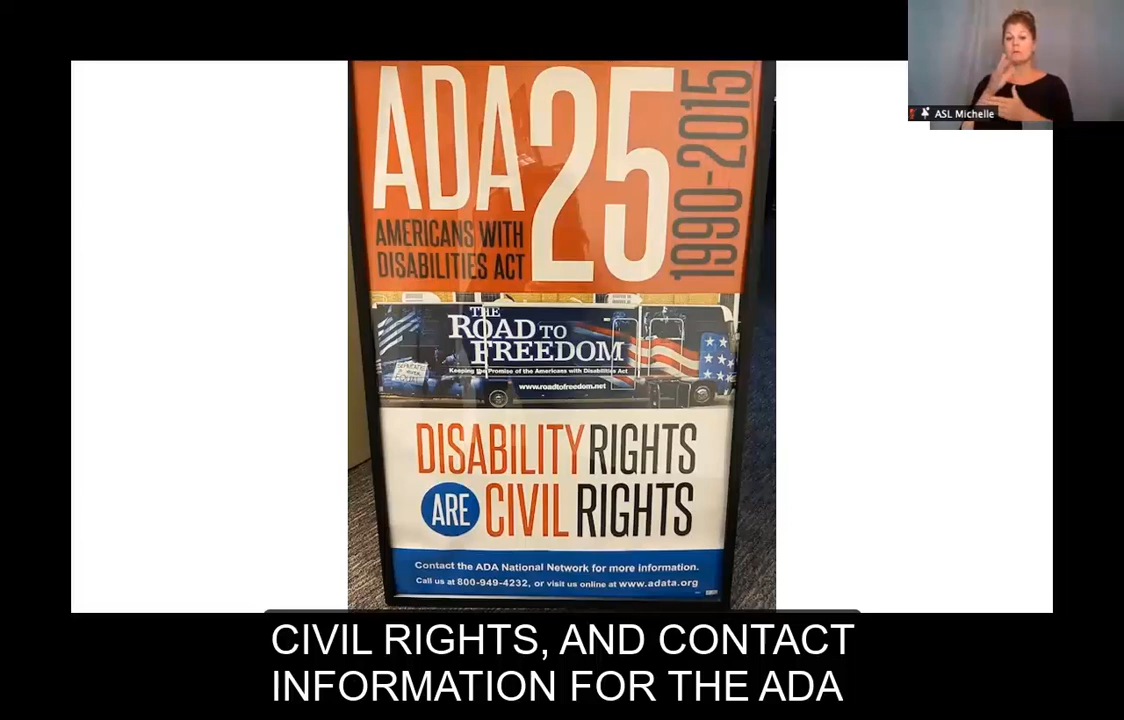 ASL Michelle
ADA 25
1990-2015
AMERICANS WITH
DISABILITIES ACT
THE
ROAD TO
FREEDOM
Keeping the Promise of the Americans with Disabilities Act
www.roadtofreedom.net
DISABILITY RIGHTS
ARE CIVIL RIGHTS
Contact the ADA National Network for more information.
Call us at 800-949-4232, or visit us online at www.adata.org
CIVIL RIGHTS, AND CONTACT
INFORMATION FOR THE ADA